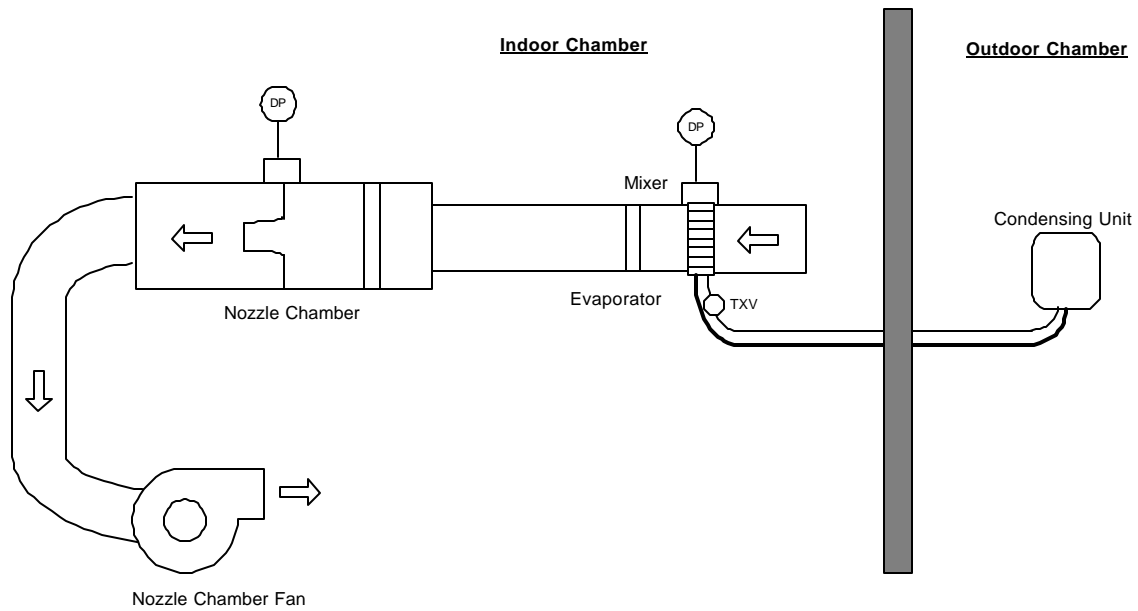 Indoor Chamber
Outdoor Chamber
DP
DP
Mixer
Condensing Unit
Evaporator
TXV
Nozzle Chamber
Nozzle Chamber Fan